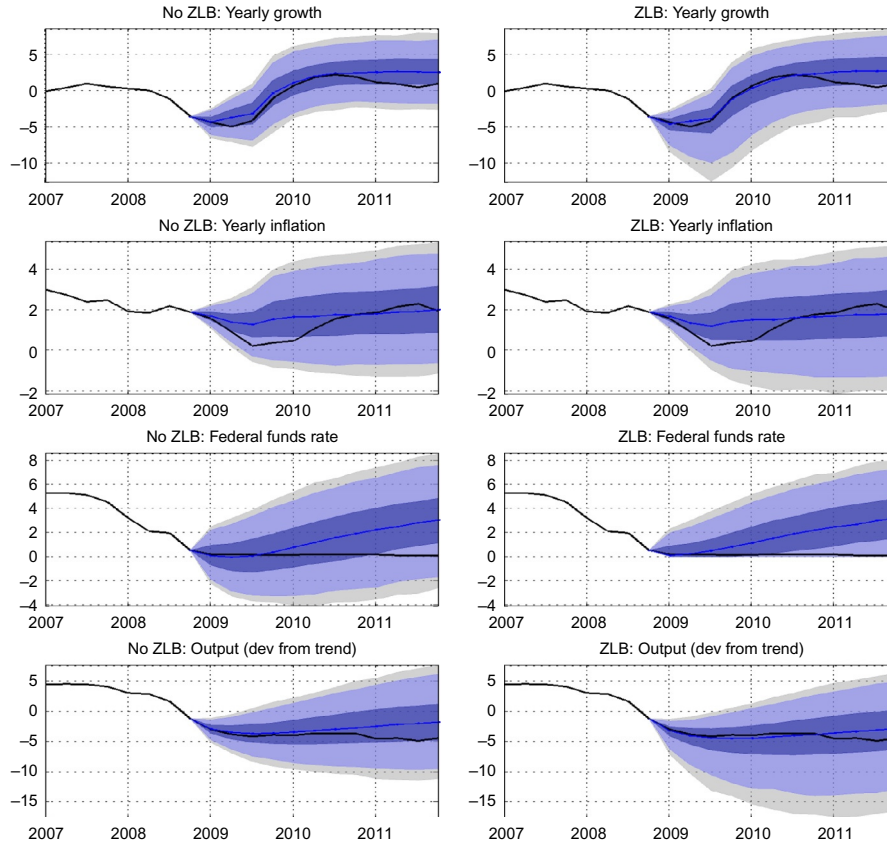 No ZLB: Yearly growth
5
0
–5
–10
2007 2008 2009 2010 2011
ZLB: Yearly growth
5
0
–5
–10
2007 2008 2009 2010 2011
No ZLB: Yearly inflation
4
2
0
–2
2007 2008 2009 2010 2011
ZLB: Yearly inflation
4
2
0
–2
2007 2008 2009 2010 2011
No ZLB: Federal funds rate
8
6
4
2
0
–2
–4
2007 2008 2009 2010 2011
ZLB: Federal funds rate
8
6
4
2
0
–2
–4
2007 2008 2009 2010 2011
No ZLB: Output (dev from trend)
5
0
–5
–10
–15
2007 2008 2009 2010 2011
ZLB: Output (dev from trend)
5
0
–5
–10
–15
2007 2008 2009 2010 2011